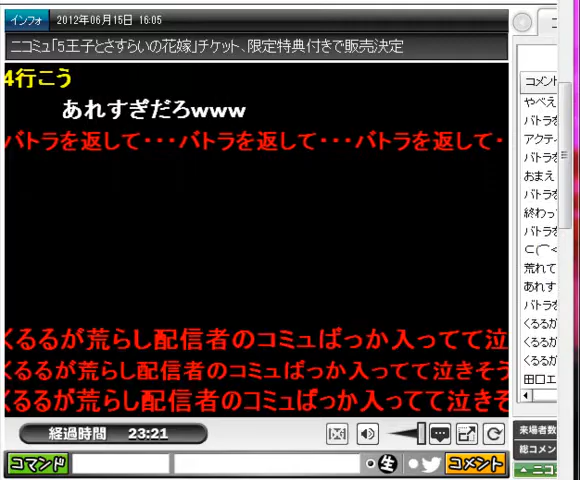 インフォ 2012年06月15日 16:05
ニコミュ「5王子とさすらいの花嫁」チケット、限定特典付きで販売決定
4行こう
あれすぎだろwww
バトラを返して・・・バトラを返して・・・バトラを返して・
くるるが荒らし配信者のコミュばっか入ってて泣
くるるが荒らし配信者のコミュばっか入ってて泣きそう
くるるが荒らし配信者のコミュばっか入ってて泣きそ
経過時間 23:21
コマンド
生
コメント
コメント
やべえ
バトラを
アクティ
バトラを
おまえ
バトラを
終わっ
バトラを
⊂(⌒<
荒れて
あれす
バトラを
くるるが
くるるが
くるるが
田口エ
来場者数
総コメン
ニコ